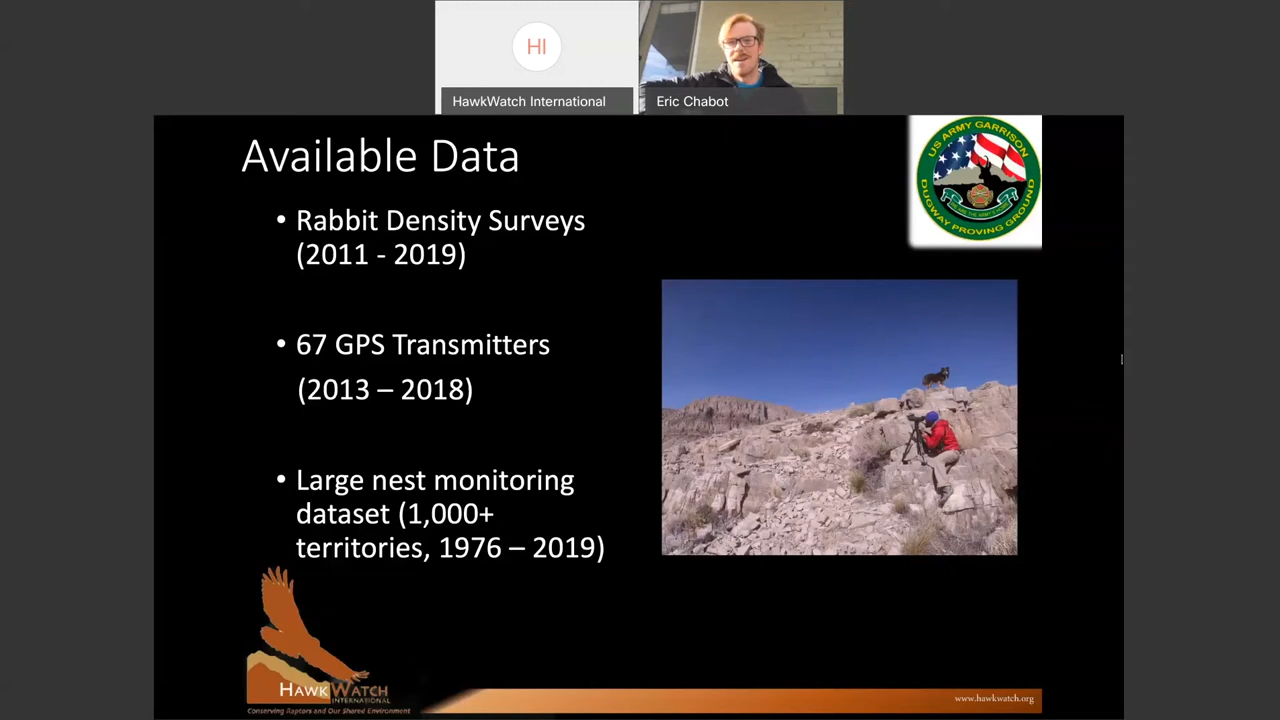 HI
HawkWatch International
Eric Chabot
Available Data
US ARMY GARRISON
DUGWAY PROVING GROUND
• Rabbit Density Surveys
(2011 - 2019)
• 67 GPS Transmitters
(2013 – 2018)
• Large nest monitoring
dataset (1,000+
territories, 1976 – 2019)
HAWKWATCH
INTERNATIONAL
Conserving Raptors and Our Shared Environment
www.hawkwatch.org